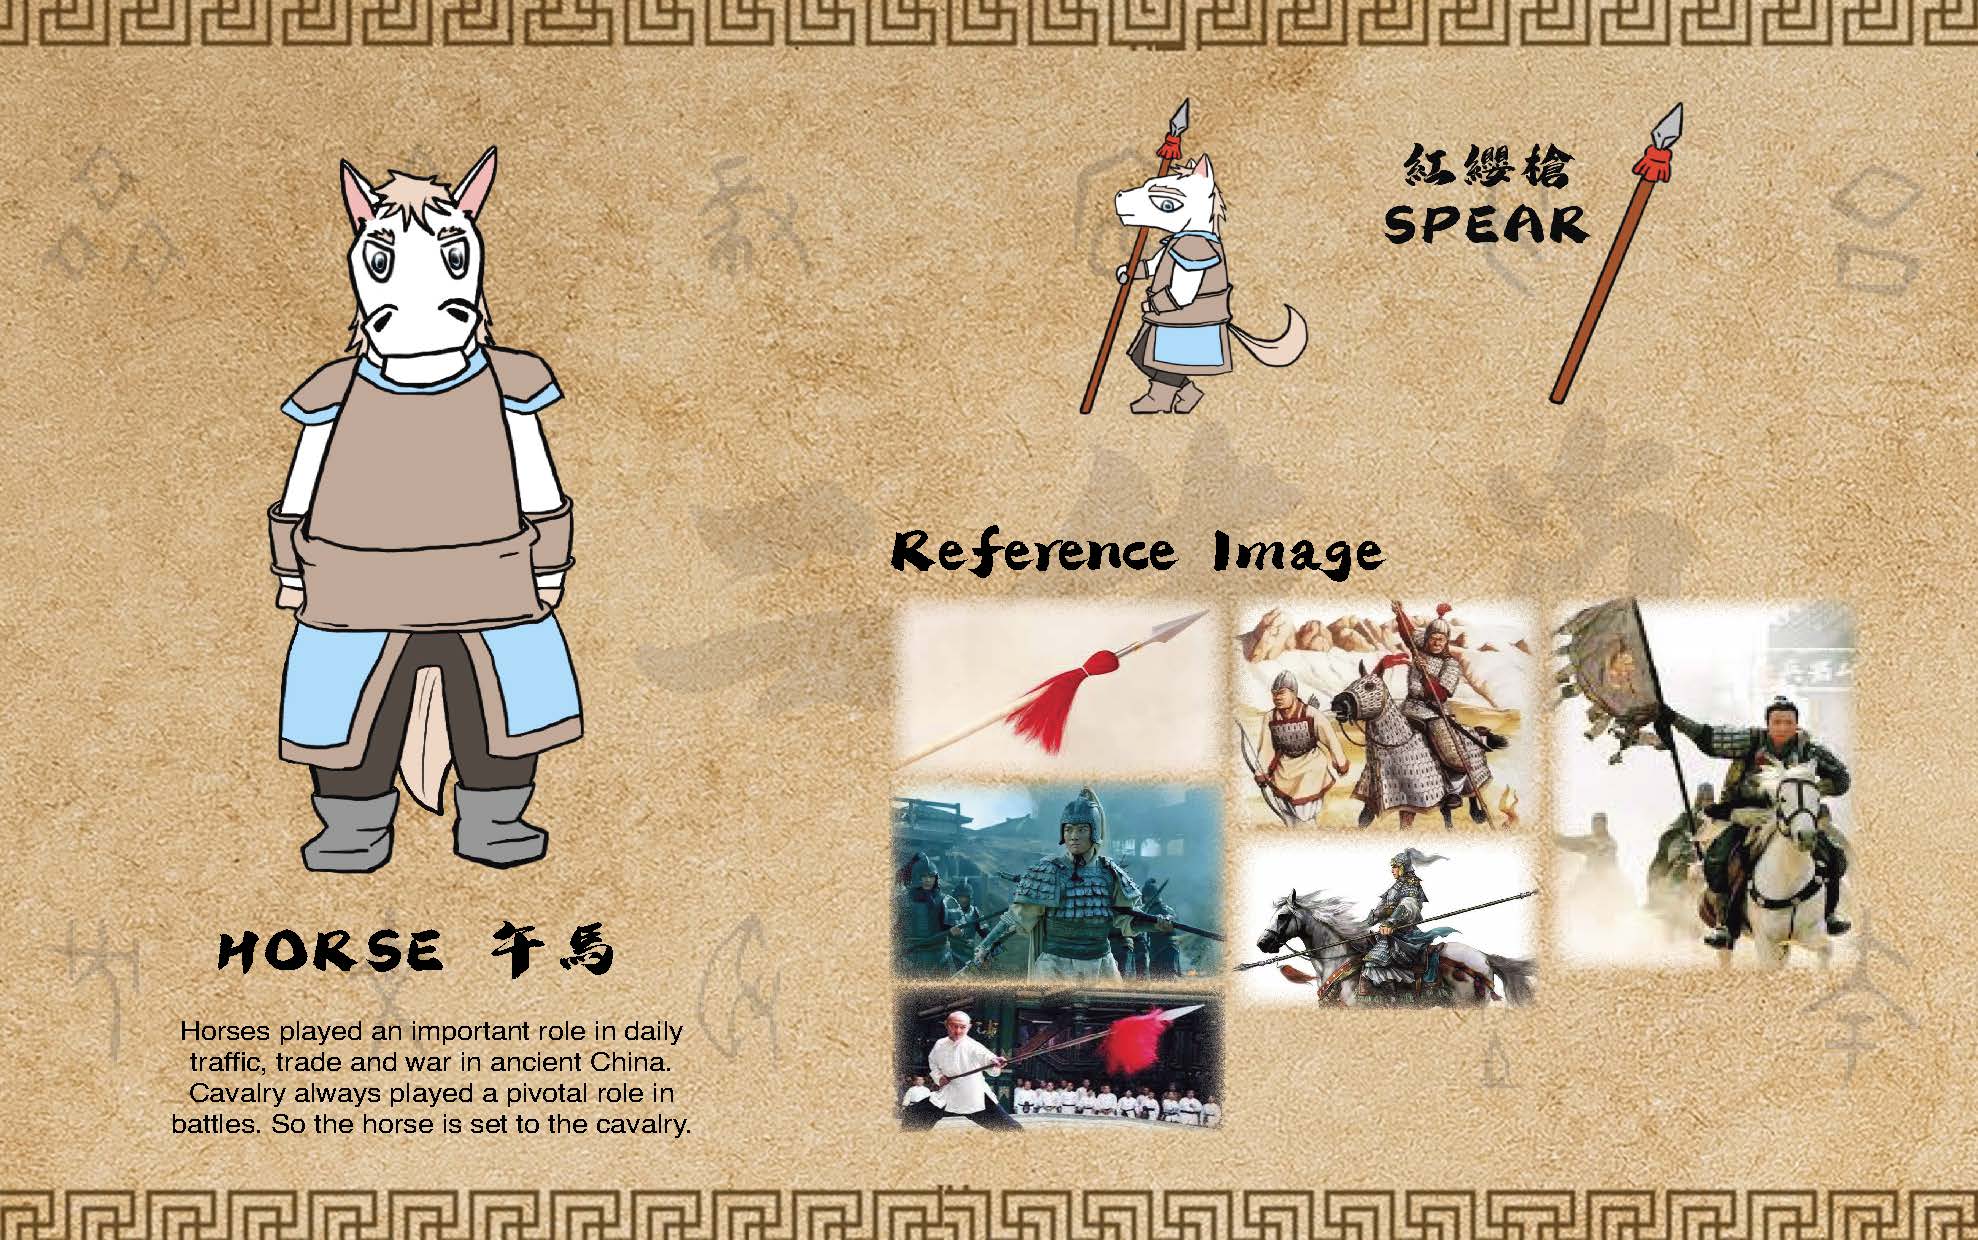 紅纓槍
SPEAR
Reference Image
HORSE 午馬
Horses played an important role in daily
traffic, trade and war in ancient China.
Cavalry always played a pivotal role in
battles. So the horse is set to the cavalry.